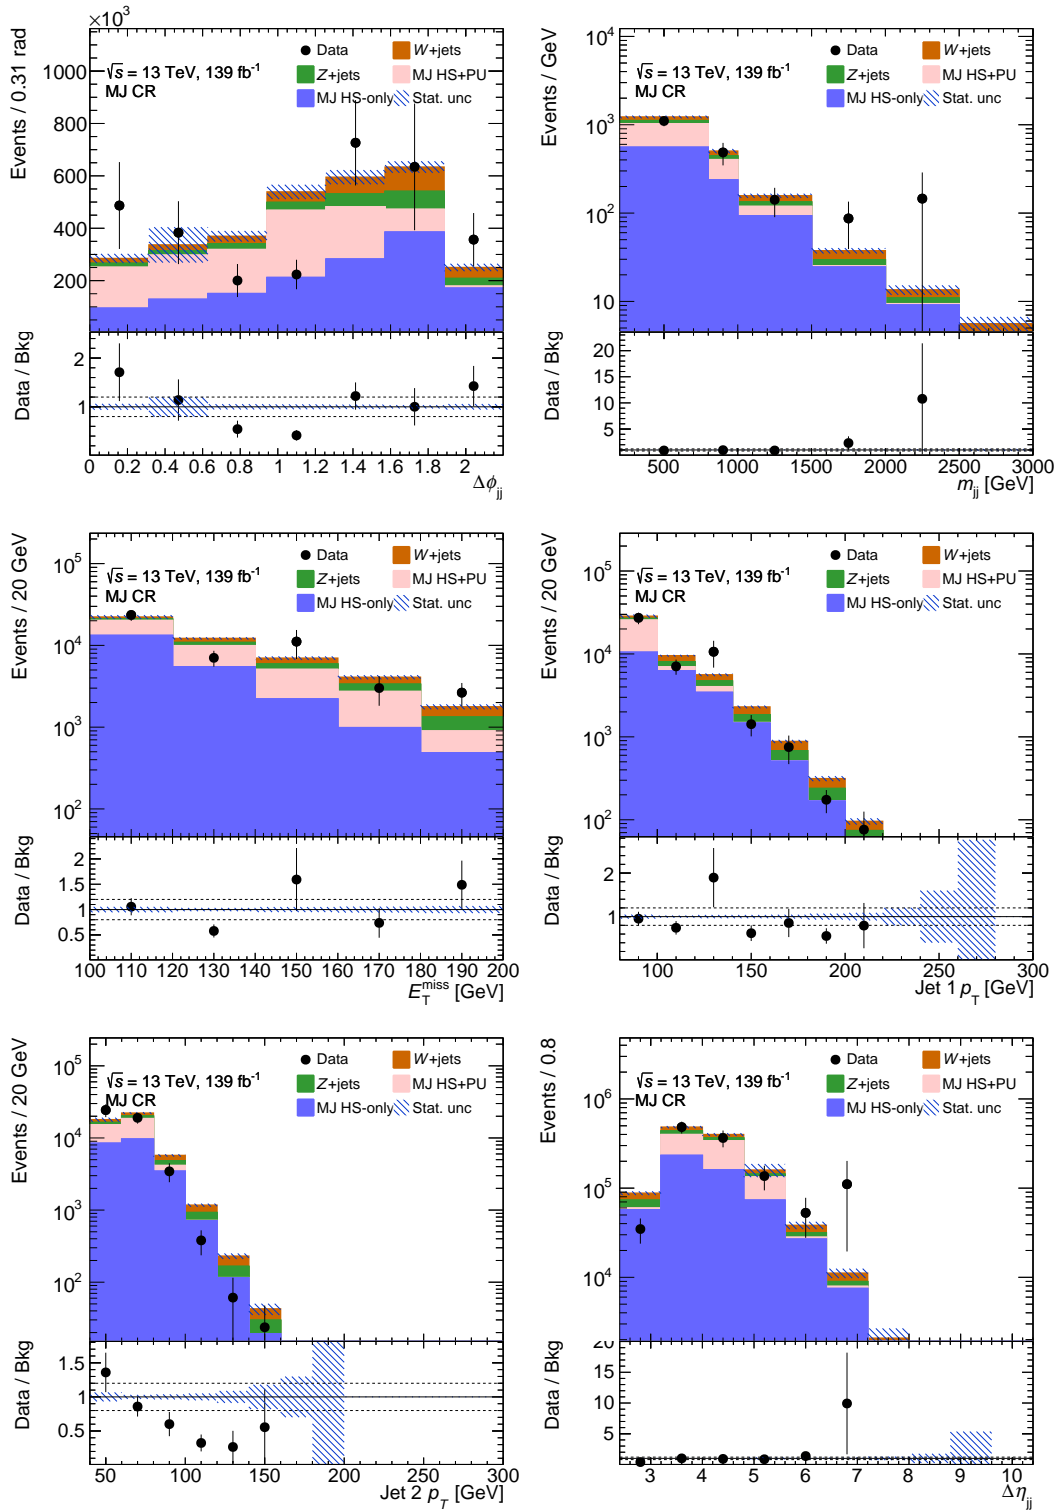 ×10³
Events / 0.31 rad
1000
800
600
400
200
√s = 13 TeV, 139 fb⁻¹
MJ CR
Data
W+jets
Z+jets
MJ HS+PU
MJ HS-only
Stat. unc
Data / Bkg
2
1
0 0.2 0.4 0.6 0.8 1 1.2 1.4 1.6 1.8 2
Δϕjj
Events / GeV
10⁴
10³
10²
10
√s = 13 TeV, 139 fb⁻¹
MJ CR
Data
W+jets
Z+jets
MJ HS+PU
MJ HS-only
Stat. unc
Data / Bkg
20
15
10
5
500 1000 1500 2000 2500 3000
mjj [GeV]
Events / 20 GeV
10⁵
10⁴
10³
10²
√s = 13 TeV, 139 fb⁻¹
MJ CR
Data
W+jets
Z+jets
MJ HS+PU
MJ HS-only
Stat. unc
Data / Bkg
2
1.5
1
0.5
100 110 120 130 140 150 160 170 180 190 200
E_T^miss [GeV]
Events / 20 GeV
10⁵
10⁴
10³
10²
√s = 13 TeV, 139 fb⁻¹
MJ CR
Data
W+jets
Z+jets
MJ HS+PU
MJ HS-only
Stat. unc
Data / Bkg
2
1
100 150 200 250 300
Jet 1 p_T [GeV]
Events / 20 GeV
10⁵
10⁴
10³
10²
√s = 13 TeV, 139 fb⁻¹
MJ CR
Data
W+jets
Z+jets
MJ HS+PU
MJ HS-only
Stat. unc
Data / Bkg
1.5
1
0.5
50 100 150 200 250 300
Jet 2 p_T [GeV]
Events / 0.8
10⁶
10⁵
10⁴
√s = 13 TeV, 139 fb⁻¹
MJ CR
Data
W+jets
Z+jets
MJ HS+PU
MJ HS-only
Stat. unc
Data / Bkg
20
15
10
5
3 4 5 6 7 8 9 10
Δηjj